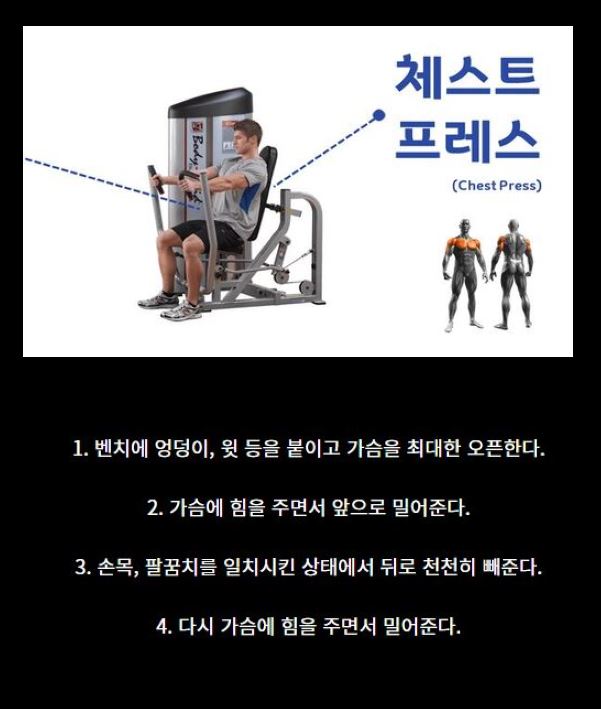 체스트
프레스
(Chest Press)
Body
1. 벤치에 엉덩이, 윗 등을 붙이고 가슴을 최대한 오픈한다.
2. 가슴에 힘을 주면서 앞으로 밀어준다.
3. 손목, 팔꿈치를 일치시킨 상태에서 뒤로 천천히 빼준다.
4. 다시 가슴에 힘을 주면서 밀어준다.